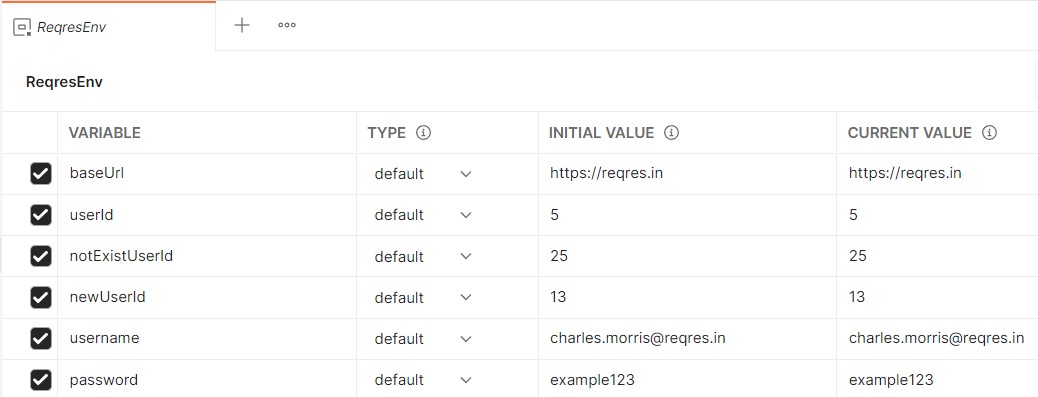 ReqresEnv
ReqresEnv
VARIABLE TYPE INITIAL VALUE CURRENT VALUE
baseUrl default https://reqres.in https://reqres.in
userId default 5 5
notExistUserId default 25 25
newUserId default 13 13
username default charles.morris@reqres.in charles.morris@reqres.in
password default example123 example123